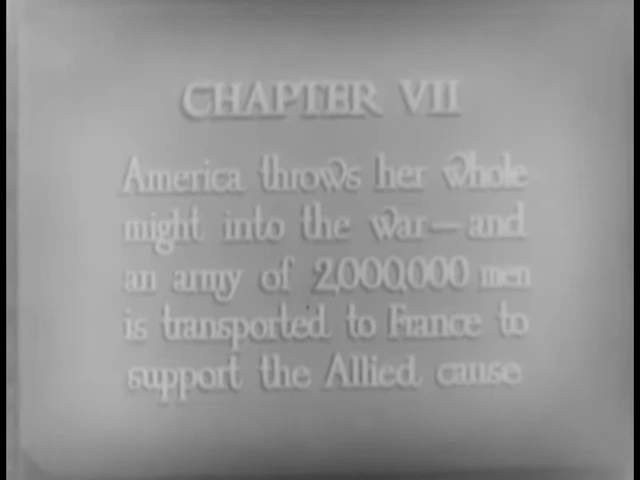 CHAPTER VII
America throws her whole
might into the war—and
an army of 2,000,000 men
is transported to France to
support the Allied cause